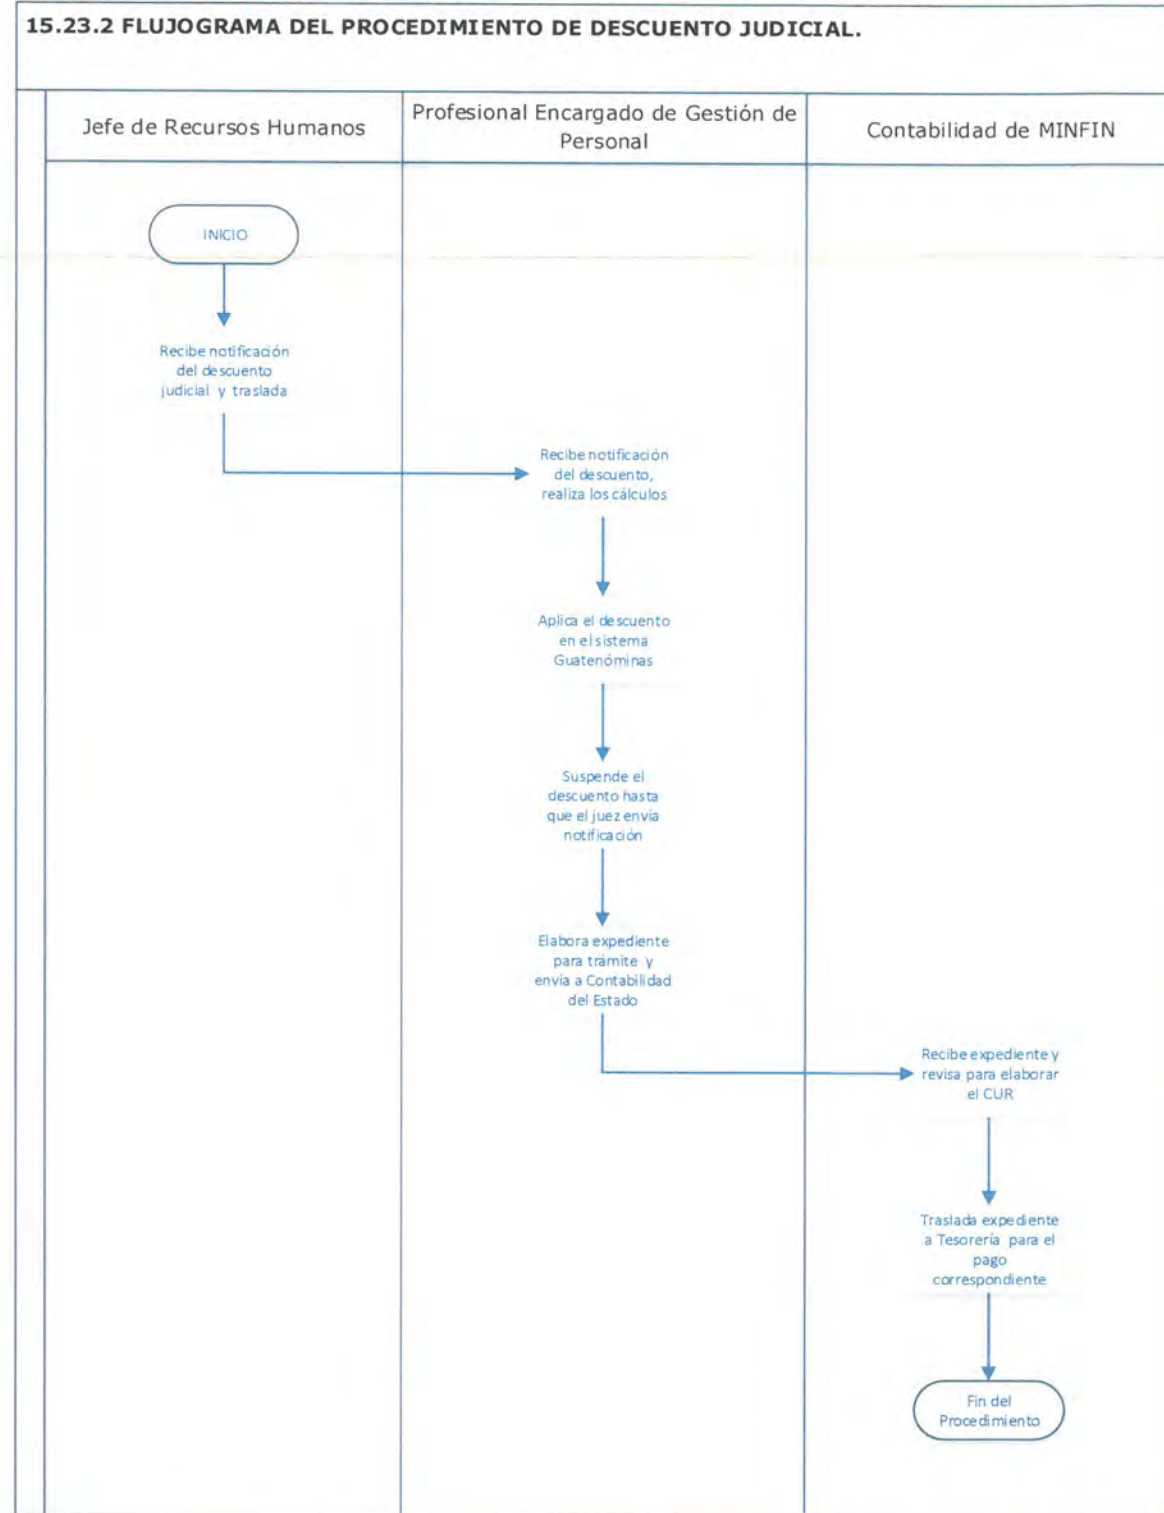 15.23.2 FLUJOGRAMA DEL PROCEDIMIENTO DE DESCUENTO JUDICIAL.
Jefe de Recursos Humanos
Profesional Encargado de Gestión de
Personal
Contabilidad de MINFIN
INICIO
Recibe notificación
del descuento
judicial y traslada
Recibe notificación
del descuento,
realiza los cálculos
Aplica el descuento
en el sistema
Guatenóminas
Suspende el
descuento hasta
que el juez envía
notificación
Elabora expediente
para trámite y
envía a Contabilidad
del Estado
Recibe expediente y
revisa para elaborar
el CUR
Traslada expediente
a Tesorería para el
pago
correspondiente
Fin del
Procedimiento